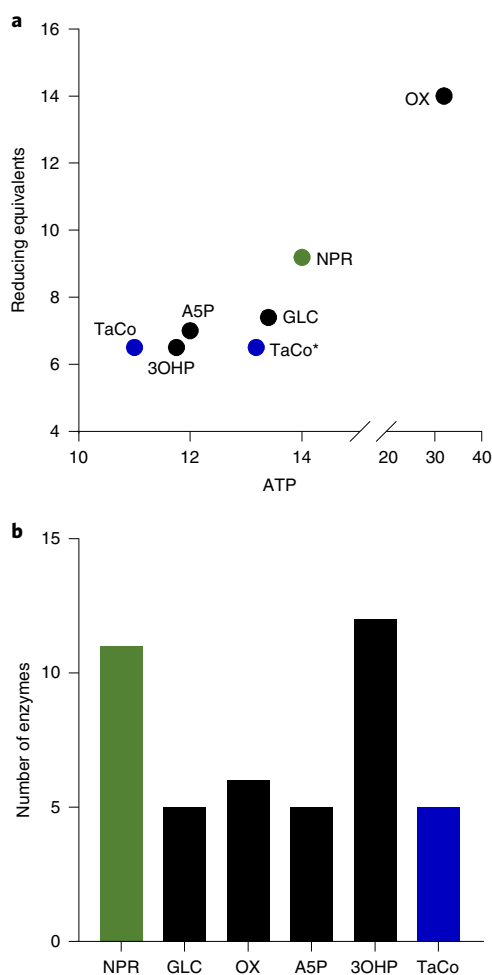 a
16
14
12
10
8
6
4
Reducing equivalents
OX
NPR
A5P
GLC
TaCo
TaCo*
3OHP
10 12 14 20 30 40
ATP
b
15
10
5
0
Number of enzymes
NPR GLC OX A5P 3OHP TaCo